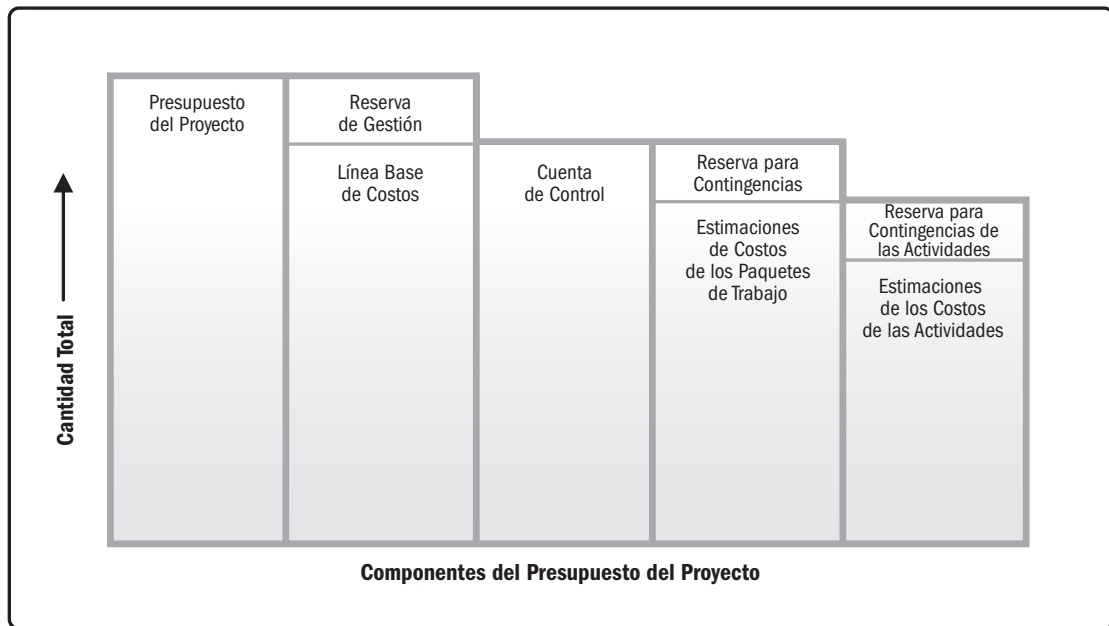 Presupuesto
del Proyecto
Reserva
de Gestión
Línea Base
de Costos
Cuenta
de Control
Reserva para
Contingencias
Estimaciones
de Costos
de los Paquetes
de Trabajo
Reserva para
Contingencias de
las Actividades
Estimaciones
de los Costos
de las Actividades
Cantidad Total
Componentes del Presupuesto del Proyecto